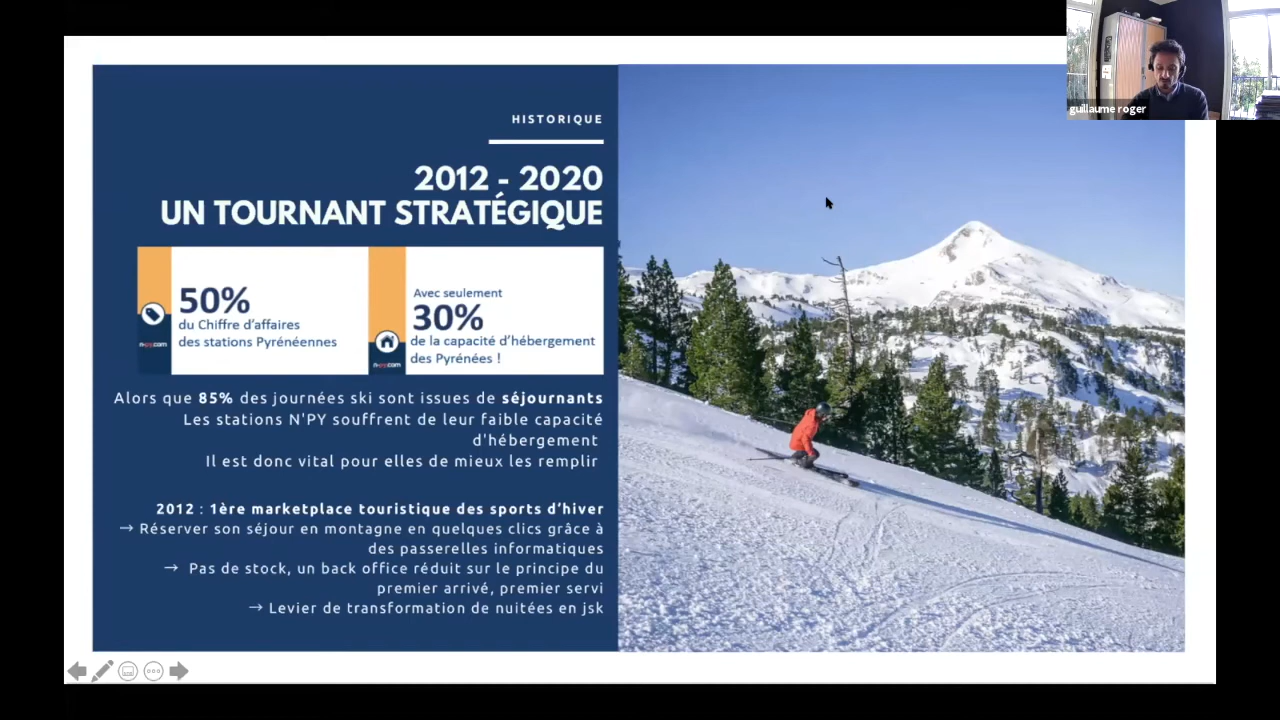 guillaume roger
HISTORIQUE
2012 - 2020
UN TOURNANT STRATÉGIQUE
50%
du Chiffre d'affaires
des stations Pyrénéennes
n-py.com
Avec seulement
30%
de la capacité d'hébergement
des Pyrénées !
n-py.com
Alors que 85% des journées ski sont issues de séjournants
Les stations N'PY souffrent de leur faible capacité
d'hébergement
Il est donc vital pour elles de mieux les remplir
2012 : 1ère marketplace touristique des sports d'hiver
→ Réserver son séjour en montagne en quelques clics grâce à
des passerelles informatiques
→ Pas de stock, un back office réduit sur le principe du
premier arrivé, premier servi
→ Levier de transformation de nuitées en jsk